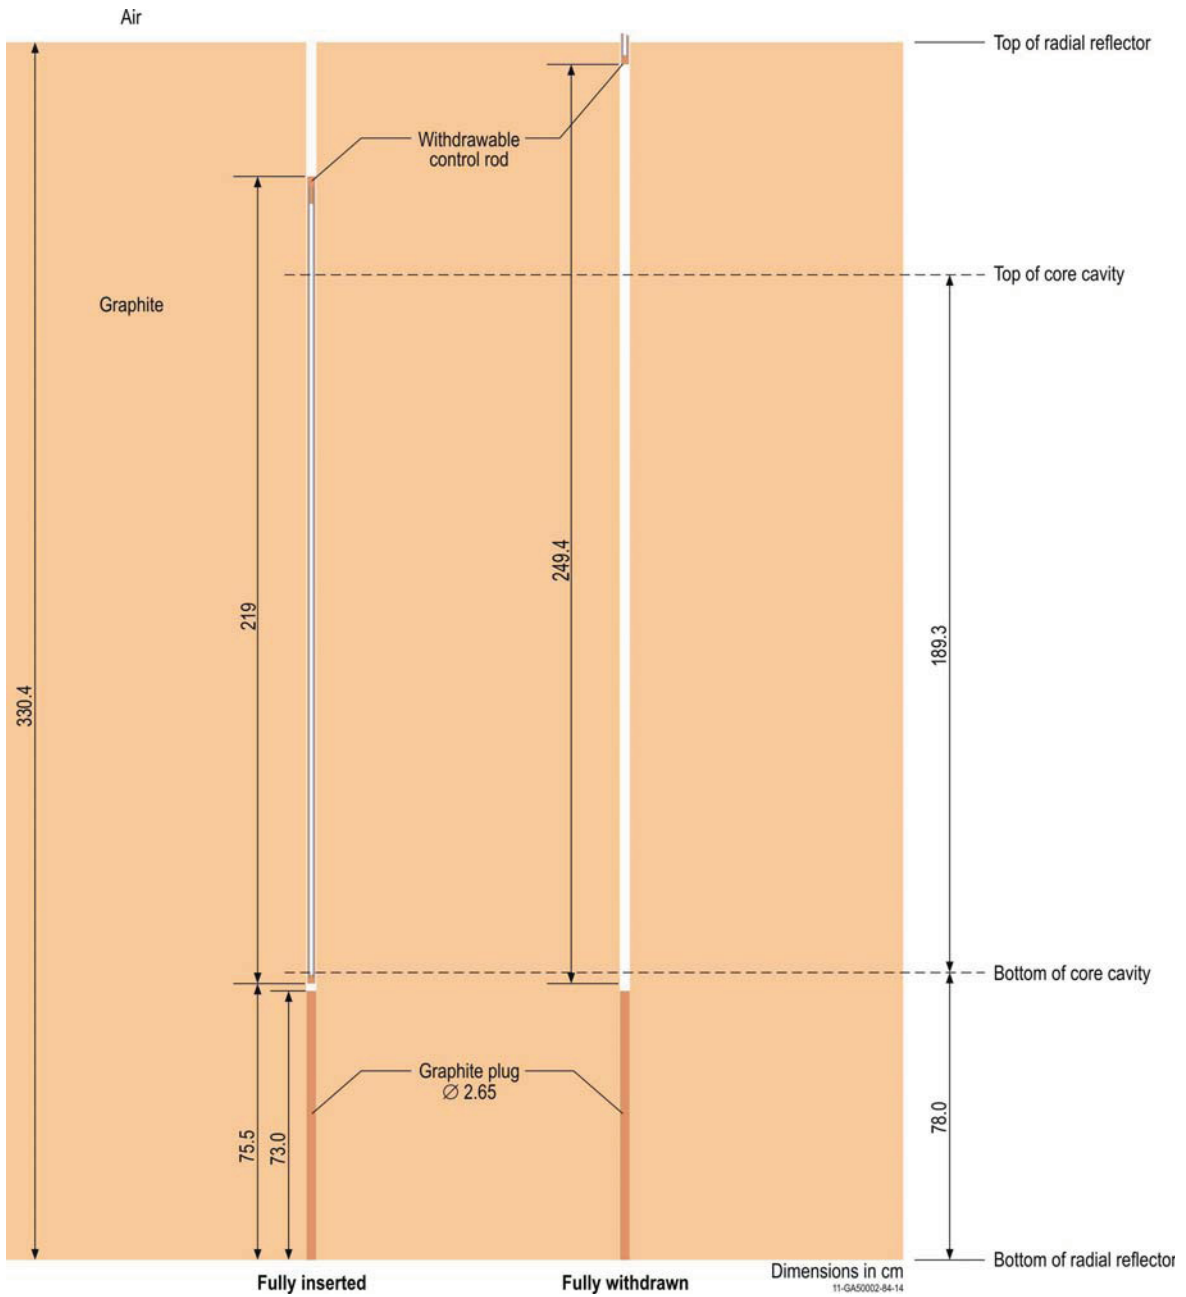 Air
Top of radial reflector
Withdrawable
control rod
Top of core cavity
Graphite
249.4
219
189.3
330.4
Bottom of core cavity
Graphite plug
∅ 2.65
75.5
73.0
78.0
Bottom of radial reflector
Fully inserted
Fully withdrawn
Dimensions in cm
11-GA50002-84-14